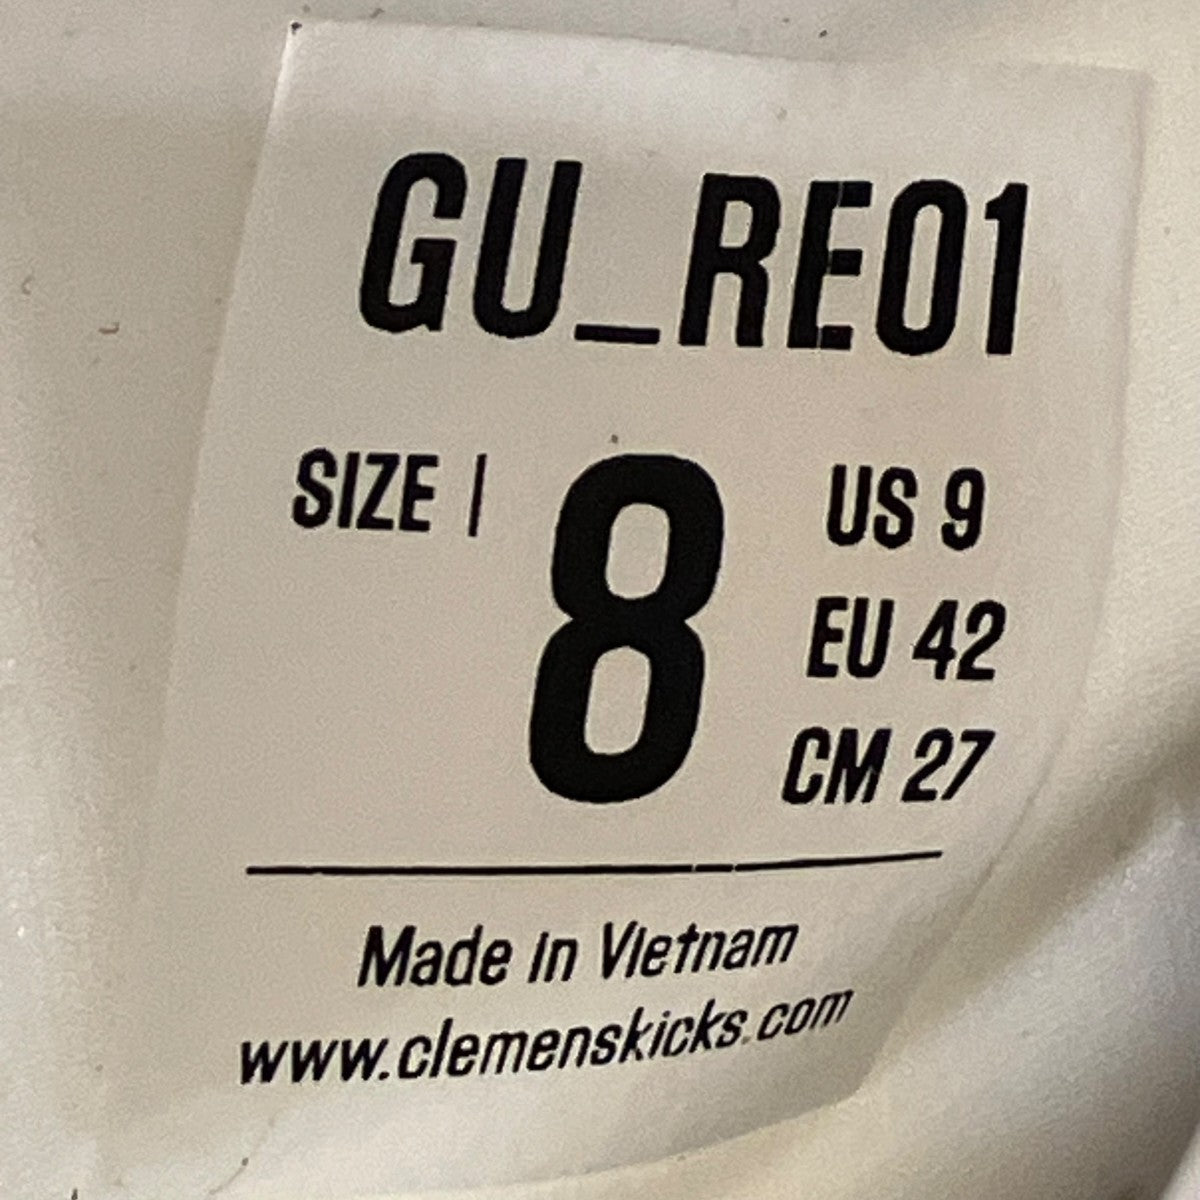 GU_RE01
SIZE | 8 US 9
EU 42
CM 27
Made in Vietnam
www.clemenskicks.com